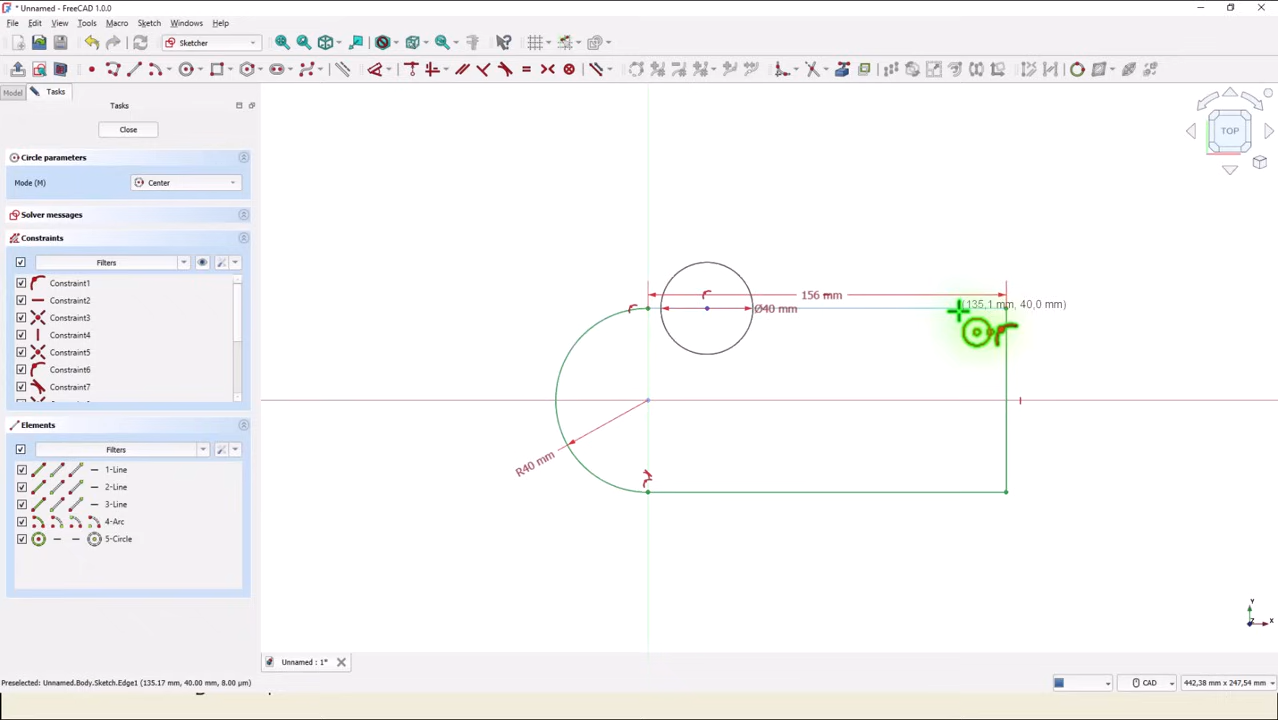 * Unnamed - FreeCAD 1.0.0
File Edit View Tools Macro Sketch Windows Help
Sketcher
Model Tasks
Tasks
Close
Circle parameters
Mode (M) Center
Solver messages
Constraints
Filters
Constraint1
Constraint2
Constraint3
Constraint4
Constraint5
Constraint6
Constraint7
Elements
Filters
1-Line
2-Line
3-Line
4-Arc
5-Circle
TOP
156 mm
(135,1 mm, 40,0 mm)
Ø40 mm
R40 mm
Y
Z
X
Unnamed : 1*
Preselected: Unnamed.Body.Sketch.Edge1 (135.17 mm, 40.00 mm, 8.00 µm)
CAD
442,38 mm x 247,54 mm